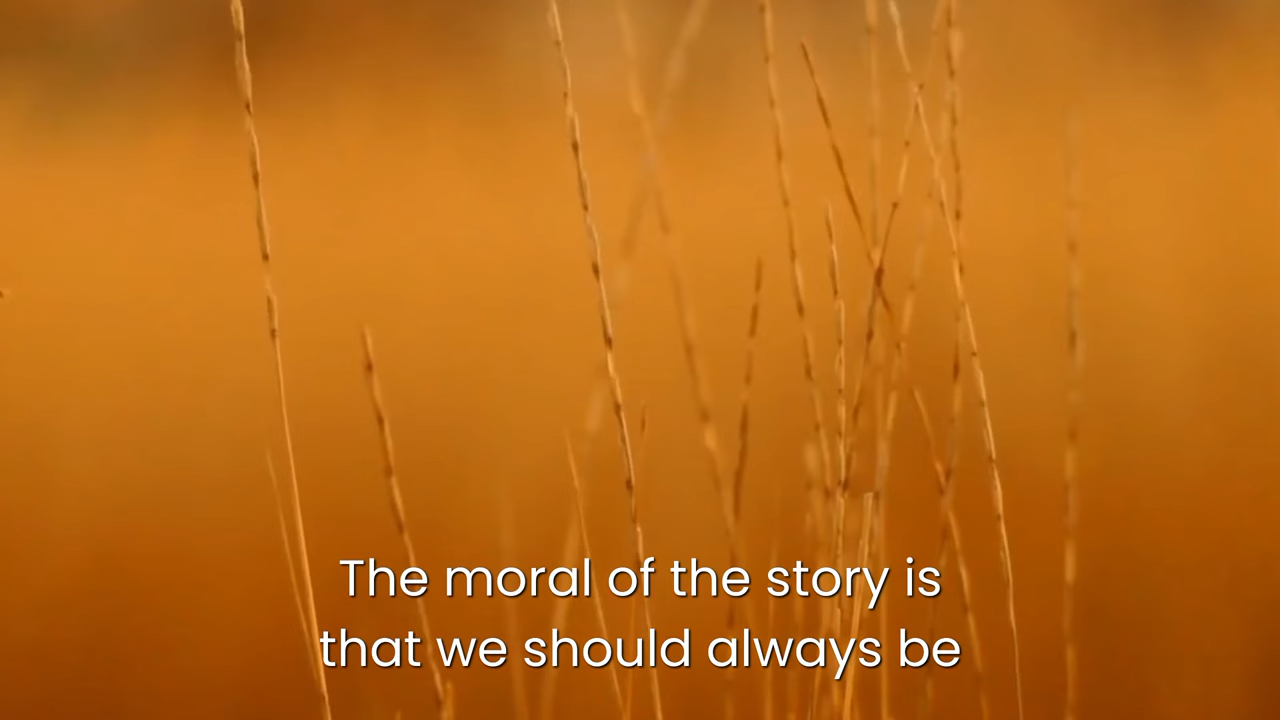 The moral of the story is
that we should always be